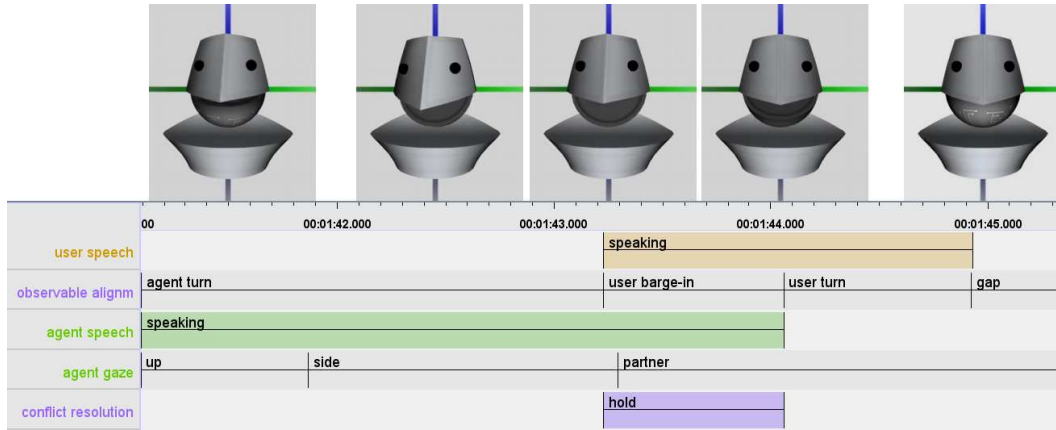 00 00:01:42.000 00:01:43.000 00:01:44.000 00:01:45.000
user speech speaking
observable alignm agent turn user barge-in user turn gap
agent speech speaking
agent gaze up side partner
conflict resolution hold